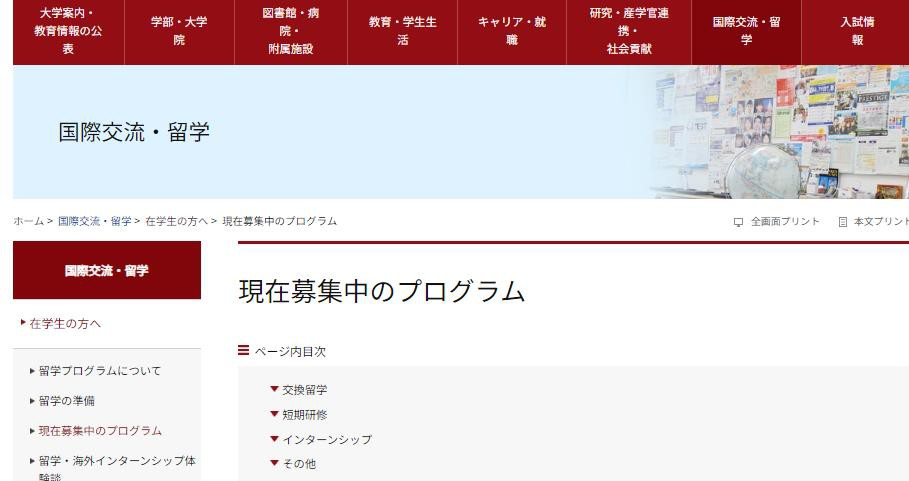 大学案内・
教育情報の公
表
学部・大学
院
図書館・病
院・
附属施設
教育・学生生
活
キャリア・就
職
研究・産学官連
携・
社会貢献
国際交流・留
学
入試情
報
国際交流・留学
PRESTIGE
ホーム > 国際交流・留学 > 在学生の方へ > 現在募集中のプログラム
全画面プリント 本文プリント
国際交流・留学
在学生の方へ
留学プログラムについて
留学の準備
現在募集中のプログラム
留学・海外インターンシップ体
験談
現在募集中のプログラム
ページ内目次
交換留学
短期研修
インターンシップ
その他